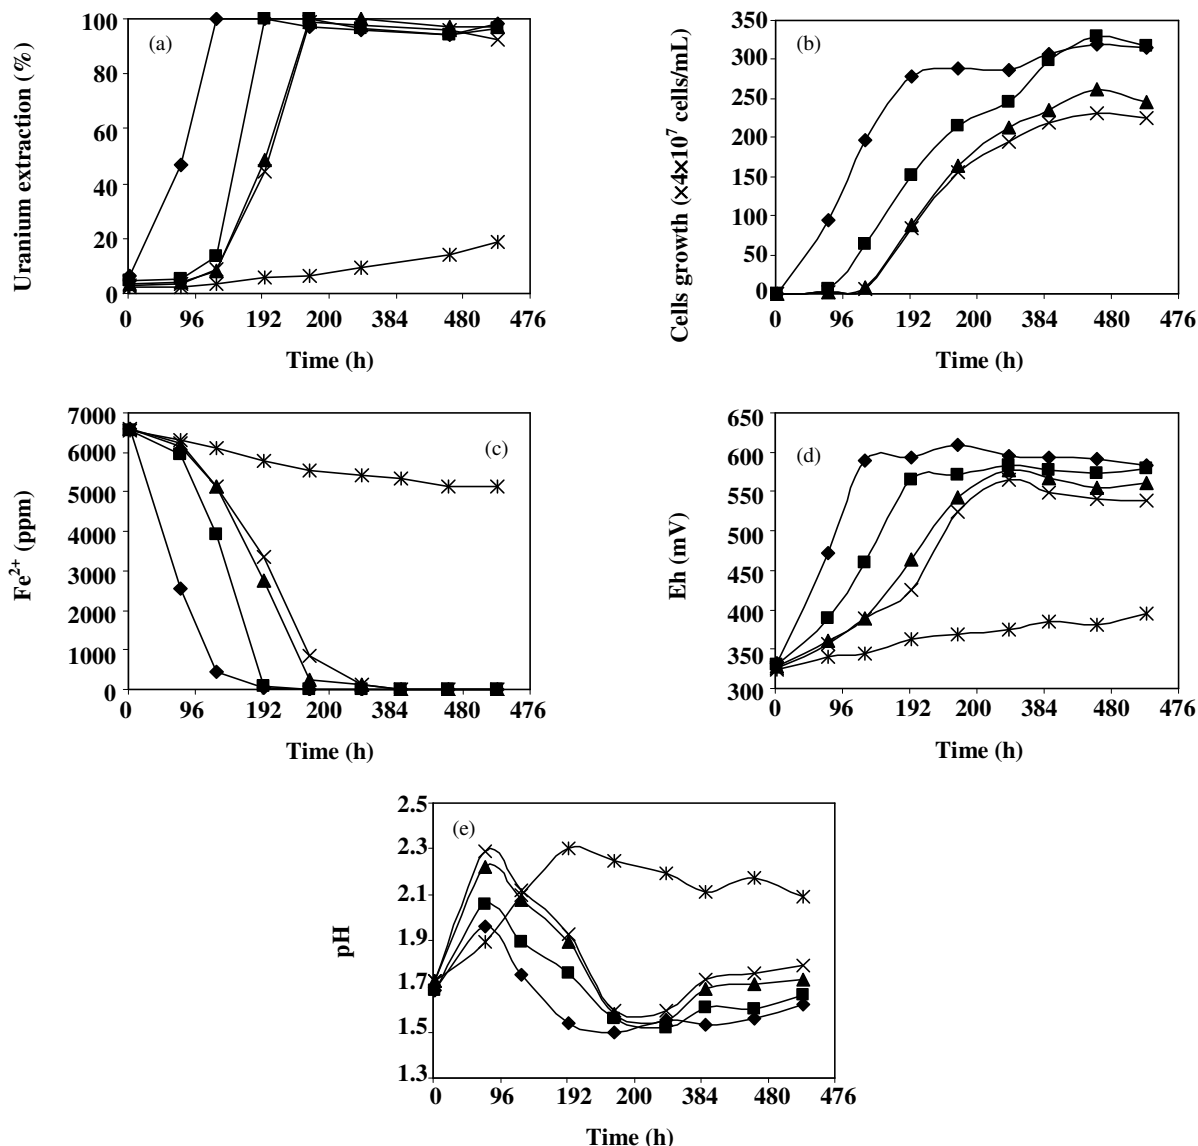 (a)
Uranium extraction (%)
100
80
60
40
20
0
0 96 192 200 384 480 476
Time (h)
(b)
Cells growth (×4×10⁷ cells/mL)
350
300
250
200
150
100
50
0
0 96 192 200 384 480 476
Time (h)
(c)
Fe²⁺ (ppm)
7000
6000
5000
4000
3000
2000
1000
0
0 96 192 200 384 480 476
Time (h)
(d)
Eh (mV)
650
600
550
500
450
400
350
300
0 96 192 200 384 480 476
Time (h)
(e)
pH
2.5
2.3
2.1
1.9
1.7
1.5
1.3
0 96 192 200 384 480 476
Time (h)